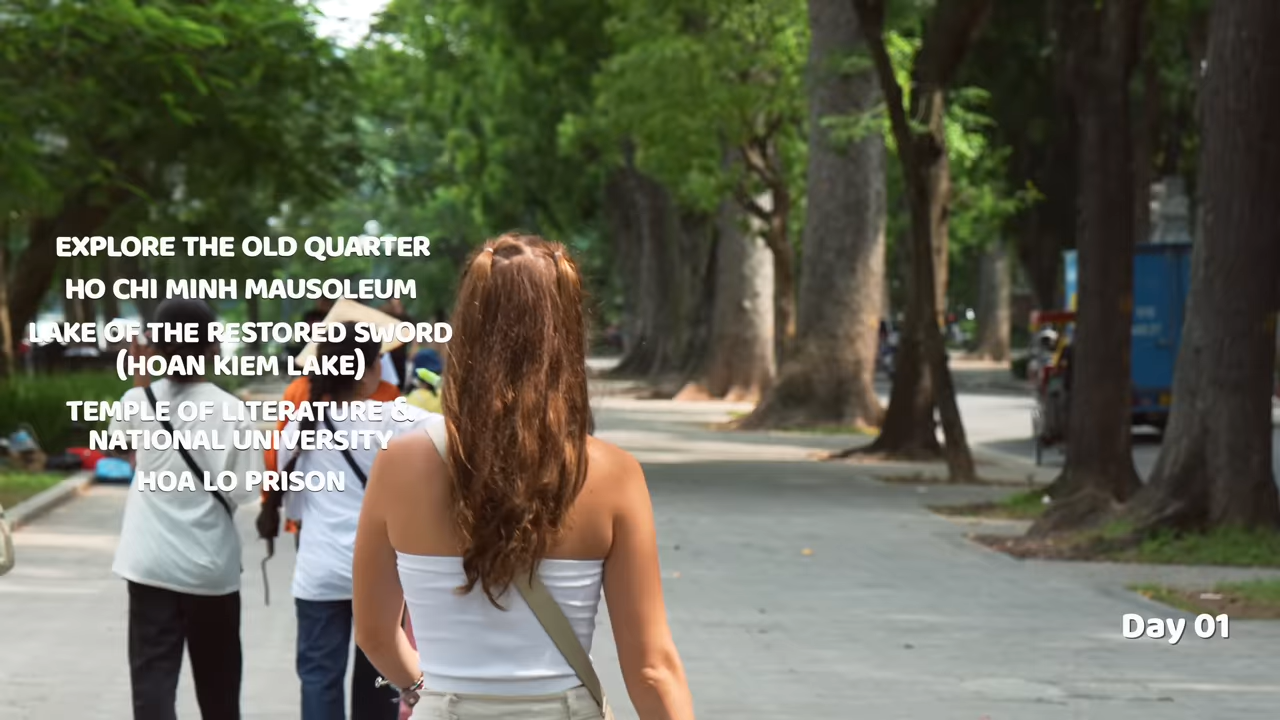 EXPLORE THE OLD QUARTER
HO CHI MINH MAUSOLEUM
LAKE OF THE RESTORED SWORD
(HOAN KIEM LAKE)
TEMPLE OF LITERATURE &
NATIONAL UNIVERSITY
HOA LO PRISON
Day 01